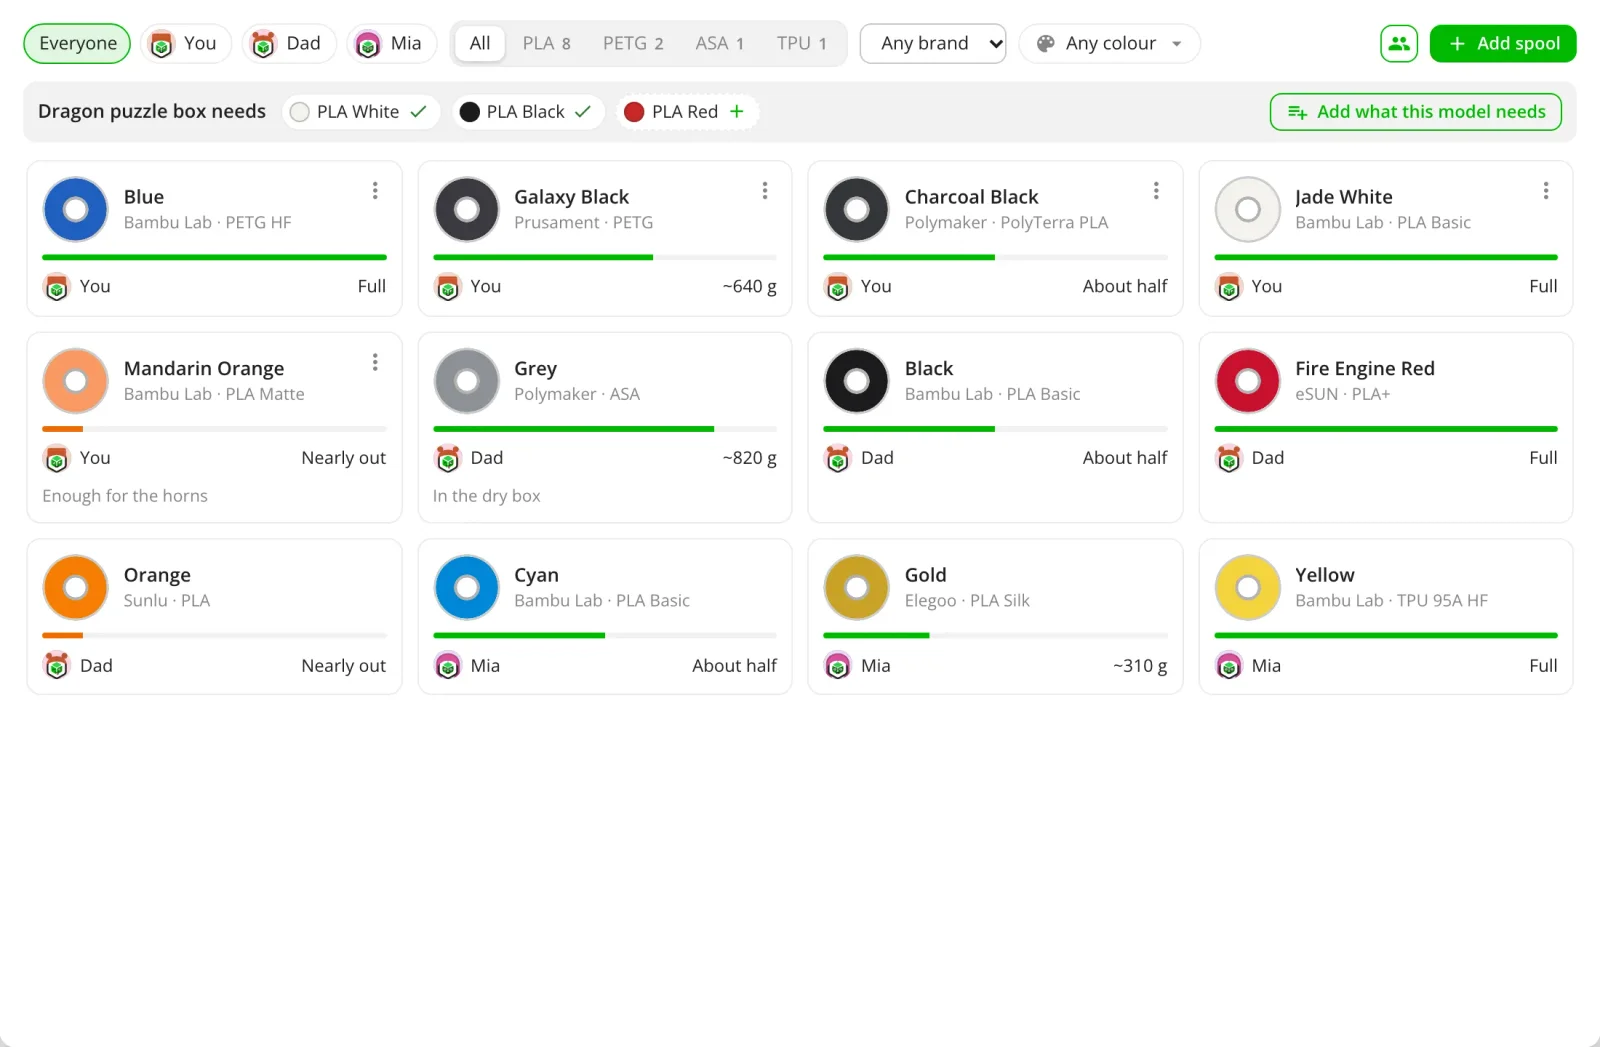 Everyone You Dad Mia All PLA 8 PETG 2 ASA 1 TPU 1 Any brand Any colour Add spool
Dragon puzzle box needs PLA White PLA Black PLA Red + Add what this model needs
Blue
Bambu Lab · PETG HF
You Full
Galaxy Black
Prusament · PETG
You ~640 g
Charcoal Black
Polymaker · PolyTerra PLA
You About half
Jade White
Bambu Lab · PLA Basic
You Full
Mandarin Orange
Bambu Lab · PLA Matte
You Nearly out
Enough for the horns
Grey
Polymaker · ASA
Dad ~820 g
In the dry box
Black
Bambu Lab · PLA Basic
Dad About half
Fire Engine Red
eSUN · PLA+
Dad Full
Orange
Sunlu · PLA
Dad Nearly out
Cyan
Bambu Lab · PLA Basic
Mia About half
Gold
Elegoo · PLA Silk
Mia ~310 g
Yellow
Bambu Lab · TPU 95A HF
Mia Full